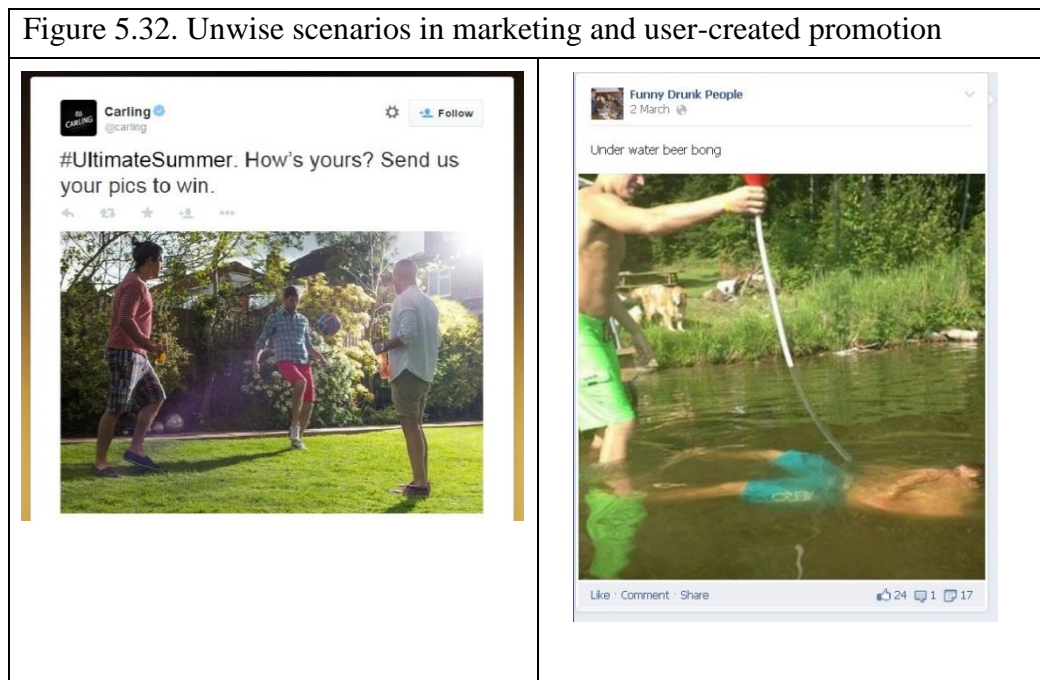 Figure 5.32. Unwise scenarios in marketing and user-created promotion
CARLING
Carling
@carling
Follow
#UltimateSummer. How's yours? Send us
your pics to win.
Funny Drunk People
2 March
Under water beer bong
Like · Comment · Share
24 1 17